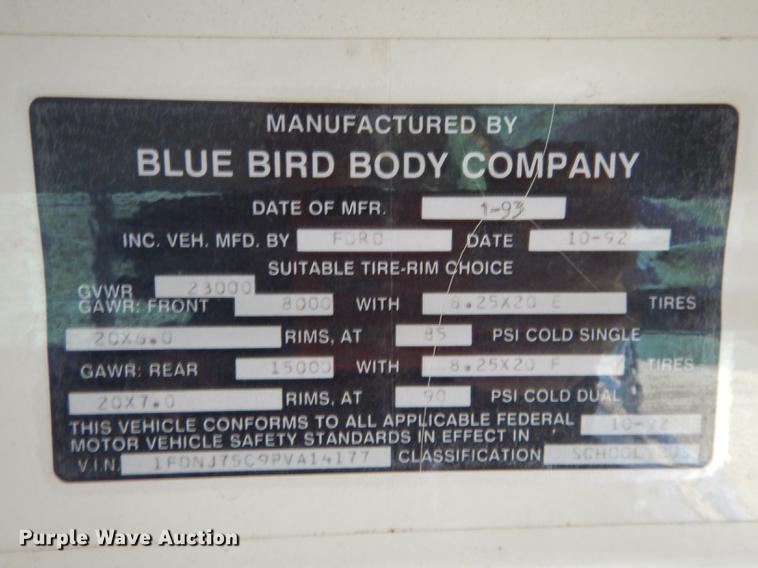 MANUFACTURED BY
BLUE BIRD BODY COMPANY
DATE OF MFR. 1-93
INC. VEH. MFD. BY FORD DATE 10-92
SUITABLE TIRE-RIM CHOICE
GVWR 23000
GAWR: FRONT 8000 WITH 8.25X20 E TIRES
20X6.0 RIMS, AT 85 PSI COLD SINGLE
GAWR: REAR 15000 WITH 8.25X20 F TIRES
20X7.0 RIMS, AT 90 PSI COLD DUAL
THIS VEHICLE CONFORMS TO ALL APPLICABLE FEDERAL 10-92
MOTOR VEHICLE SAFETY STANDARDS IN EFFECT IN
V.I.N. 1FDNJ75C9PVA14177 CLASSIFICATION SCHOOL BUS
Purple Wave Auction